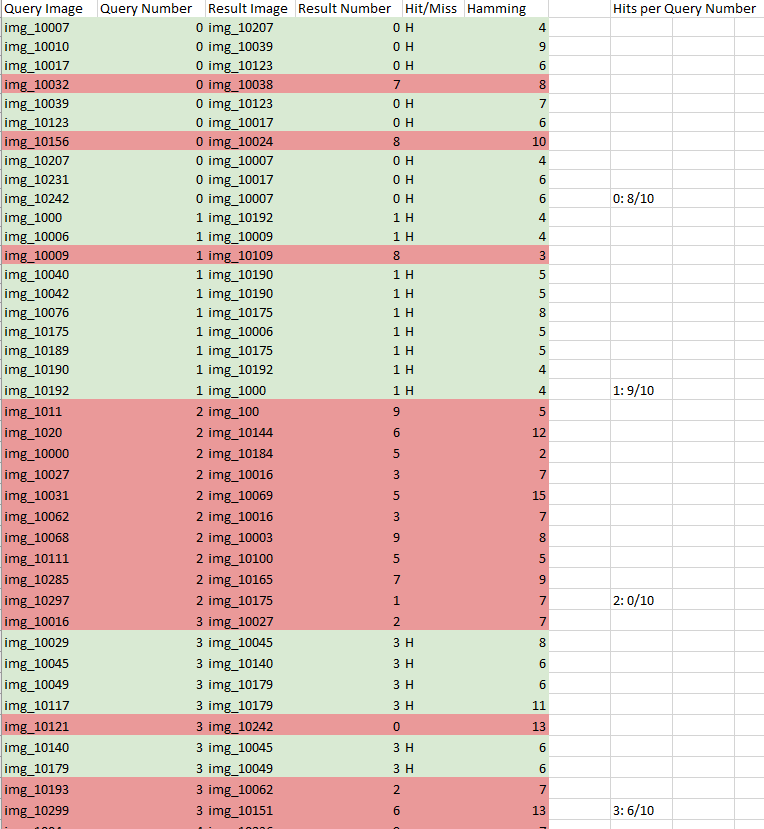 Query Image Query Number Result Image Result Number Hit/Miss Hamming Hits per Query Number
img_10007 0 img_10207 0 H 4
img_10010 0 img_10039 0 H 9
img_10017 0 img_10123 0 H 6
img_10032 0 img_10038 7 8
img_10039 0 img_10123 0 H 7
img_10123 0 img_10017 0 H 6
img_10156 0 img_10024 8 10
img_10207 0 img_10007 0 H 4
img_10231 0 img_10017 0 H 6
img_10242 0 img_10007 0 H 6 0: 8/10
img_1000 1 img_10192 1 H 4
img_10006 1 img_10009 1 H 4
img_10009 1 img_10109 8 3
img_10040 1 img_10190 1 H 5
img_10042 1 img_10190 1 H 5
img_10076 1 img_10175 1 H 8
img_10175 1 img_10006 1 H 5
img_10189 1 img_10175 1 H 5
img_10190 1 img_10192 1 H 4
img_10192 1 img_1000 1 H 4 1: 9/10
img_1011 2 img_100 9 5
img_1020 2 img_10144 6 12
img_10000 2 img_10184 5 2
img_10027 2 img_10016 3 7
img_10031 2 img_10069 5 15
img_10062 2 img_10016 3 7
img_10068 2 img_10003 9 8
img_10111 2 img_10100 5 5
img_10285 2 img_10165 7 9
img_10297 2 img_10175 1 7 2: 0/10
img_10016 3 img_10027 2 7
img_10029 3 img_10045 3 H 8
img_10045 3 img_10140 3 H 6
img_10049 3 img_10179 3 H 6
img_10117 3 img_10179 3 H 11
img_10121 3 img_10242 0 13
img_10140 3 img_10045 3 H 6
img_10179 3 img_10049 3 H 6
img_10193 3 img_10062 2 7
img_10299 3 img_10151 6 13 3: 6/10